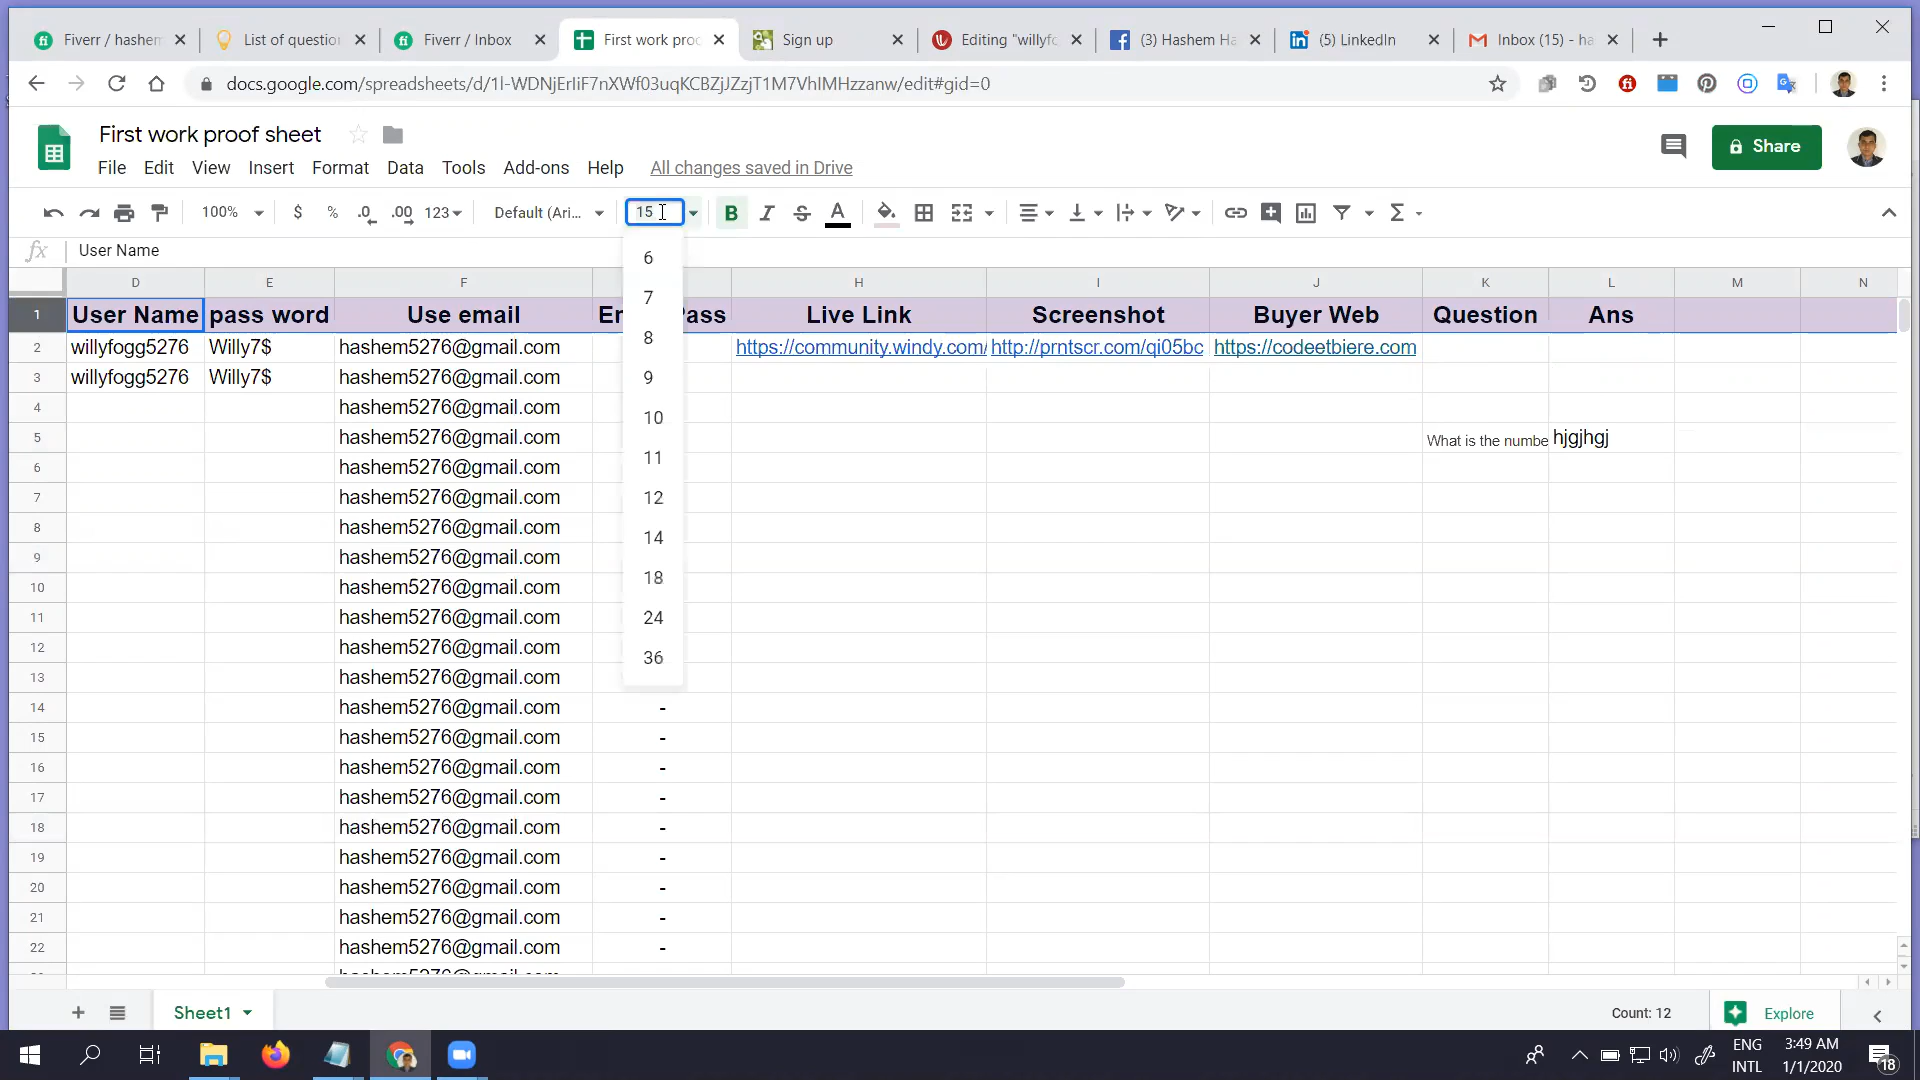 Fiverr / hashem
List of question
Fiverr / Inbox
First work proo
Sign up
Editing "willyfo
(3) Hashem Ha
(5) LinkedIn
Inbox (15) - ha
docs.google.com/spreadsheets/d/1l-WDNjErliF7nXWf03uqKCBZjJZzjT1M7VhIMHzzanw/edit#gid=0
First work proof sheet
File Edit View Insert Format Data Tools Add-ons Help All changes saved in Drive
Share
100% $ % .0 .00 123 Default (Ari... 15 B I S A Σ
fx User Name
6
7
8
9
10
11
12
14
18
24
36
D E F H I J K L M N
1 User Name pass word Use email Em Pass Live Link Screenshot Buyer Web Question Ans
2 willyfogg5276 Willy7$ hashem5276@gmail.com https://community.windy.com/ http://prntscr.com/qi05bc https://codeetbiere.com
3 willyfogg5276 Willy7$ hashem5276@gmail.com
4 hashem5276@gmail.com
5 hashem5276@gmail.com What is the numbe hjgjhgj
6 hashem5276@gmail.com
7 hashem5276@gmail.com
8 hashem5276@gmail.com
9 hashem5276@gmail.com
10 hashem5276@gmail.com
11 hashem5276@gmail.com
12 hashem5276@gmail.com
13 hashem5276@gmail.com
14 hashem5276@gmail.com -
15 hashem5276@gmail.com -
16 hashem5276@gmail.com -
17 hashem5276@gmail.com -
18 hashem5276@gmail.com -
19 hashem5276@gmail.com -
20 hashem5276@gmail.com -
21 hashem5276@gmail.com -
22 hashem5276@gmail.com -
Sheet1
Count: 12
Explore
ENG
INTL
3:49 AM
1/1/2020
18